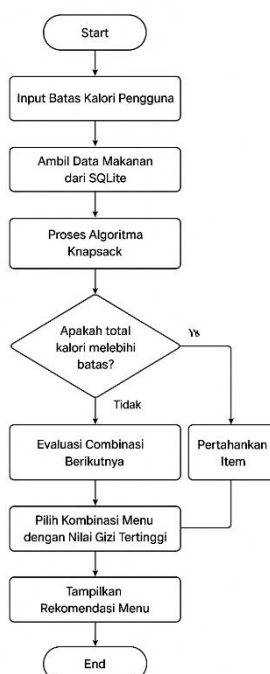 Start
Input Batas Kalori Pengguna
Ambil Data Makanan
dari SQLite
Proses Algoritma
Knapsack
Apakah total
kalori melebihi
batas?
Tidak
Evaluasi Combinasi
Berikutnya
Pertahankan
Item
Pilih Kombinasi Menu
dengan Nilai Gizi Tertinggi
Tampilkan
Rekomendasi Menu
End